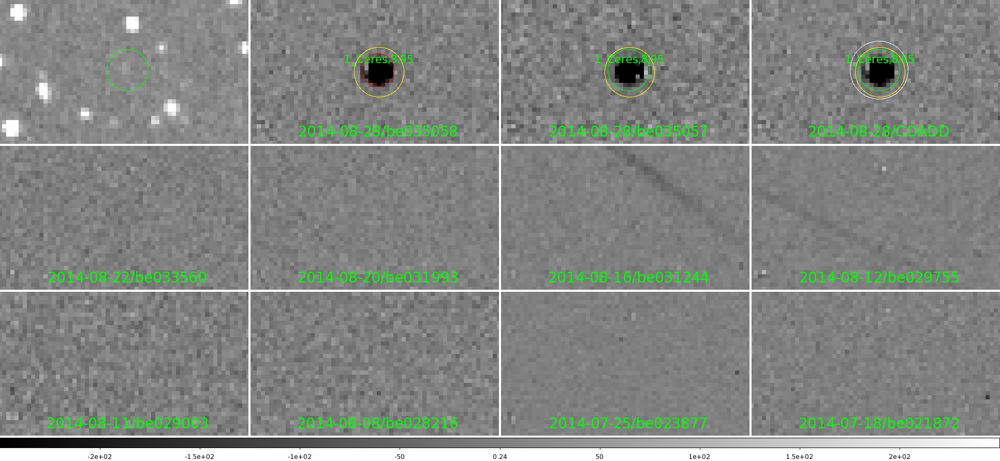 1_Ceres,8.95
1_Ceres,8.95
1_Ceres,8.95
2014-08-28/be035058
2014-08-28/be035057
2014-08-28/COADD
2014-08-22/be033560
2014-08-20/be031993
2014-08-16/be031244
2014-08-12/be029755
2014-08-11/be029003
2014-08-08/be028216
2014-07-25/be023877
2014-07-18/be021872
-2e+02 -1.5e+02 -1e+02 -50 0.24 50 1e+02 1.5e+02 2e+02